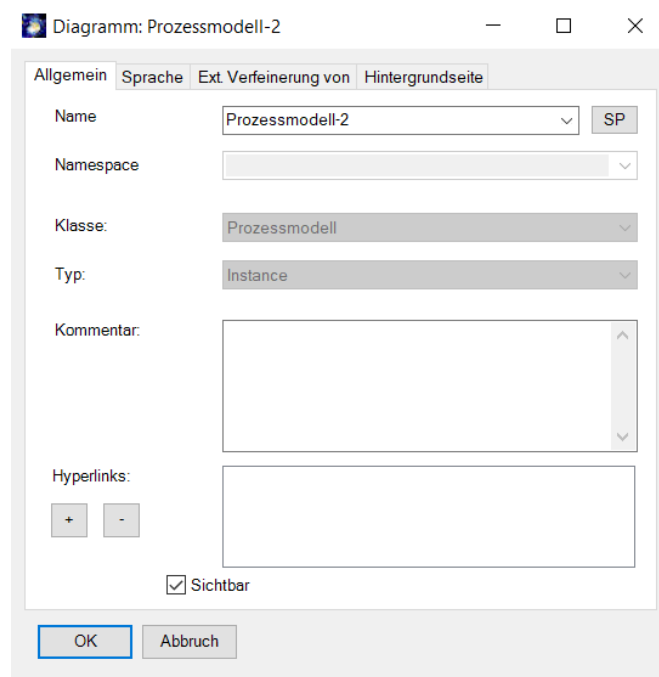 Diagramm: Prozessmodell-2
Allgemein Sprache Ext. Verfeinerung von Hintergrundseite
Name Prozessmodell-2 SP
Namespace
Klasse: Prozessmodell
Typ: Instance
Kommentar:
Hyperlinks:
+ -
Sichtbar
OK Abbruch